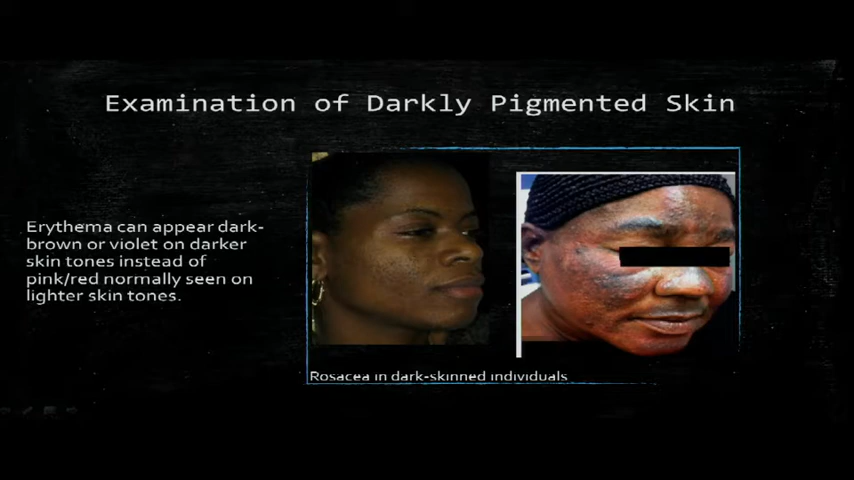 Examination of Darkly Pigmented Skin
Erythema can appear dark-
brown or violet on darker
skin tones instead of
pink/red normally seen on
lighter skin tones.
Rosacea in dark-skinned individuals